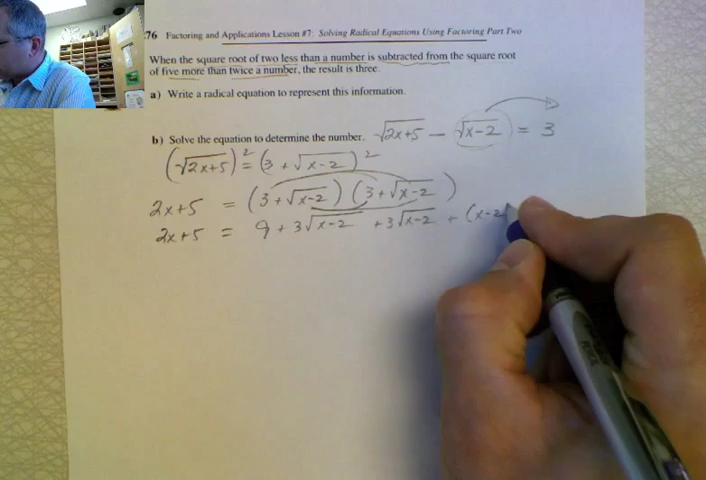 76 Factoring and Applications Lesson #7: Solving Radical Equations Using Factoring Part Two
When the square root of two less than a number is subtracted from the square root
of five more than twice a number, the result is three.
a) Write a radical equation to represent this information.
b) Solve the equation to determine the number. √2x+5 - √x-2 = 3
(√2x+5)² = (3 + √x-2)²
2x+5 = (3+√x-2)(3+√x-2)
2x+5 = 9 + 3√x-2 + 3√x-2 + (x-2